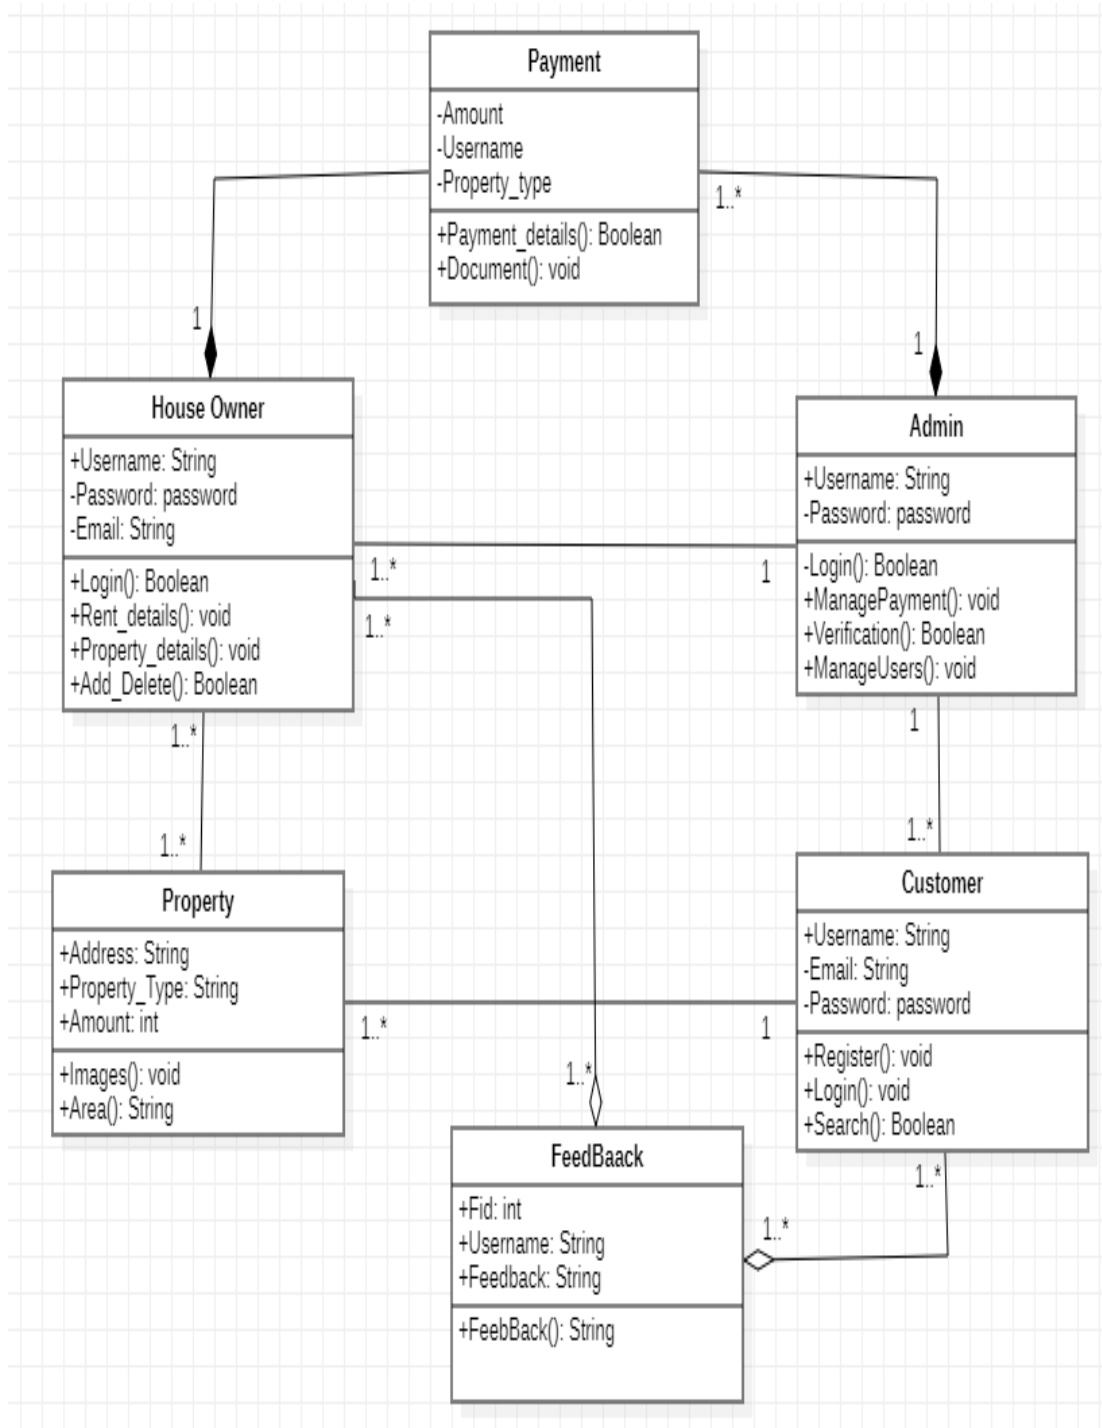 Payment
-Amount
-Username
-Property_type
+Payment_details(): Boolean
+Document(): void
1..*
1
1
House Owner
+Username: String
-Password: password
-Email: String
+Login(): Boolean
+Rent_details(): void
+Property_details(): void
+Add_Delete(): Boolean
Admin
+Username: String
-Password: password
-Login(): Boolean
+ManagePayment(): void
+Verification(): Boolean
+ManageUsers(): void
1..*
1
1..*
1..*
1
1..*
1..*
Property
+Address: String
+Property_Type: String
+Amount: int
+Images(): void
+Area(): String
Customer
+Username: String
-Email: String
-Password: password
+Register(): void
+Login(): void
+Search(): Boolean
1..*
1
1..*
FeedBaack
+Fid: int
+Username: String
+Feedback: String
+FeebBack(): String
1..*
1..*